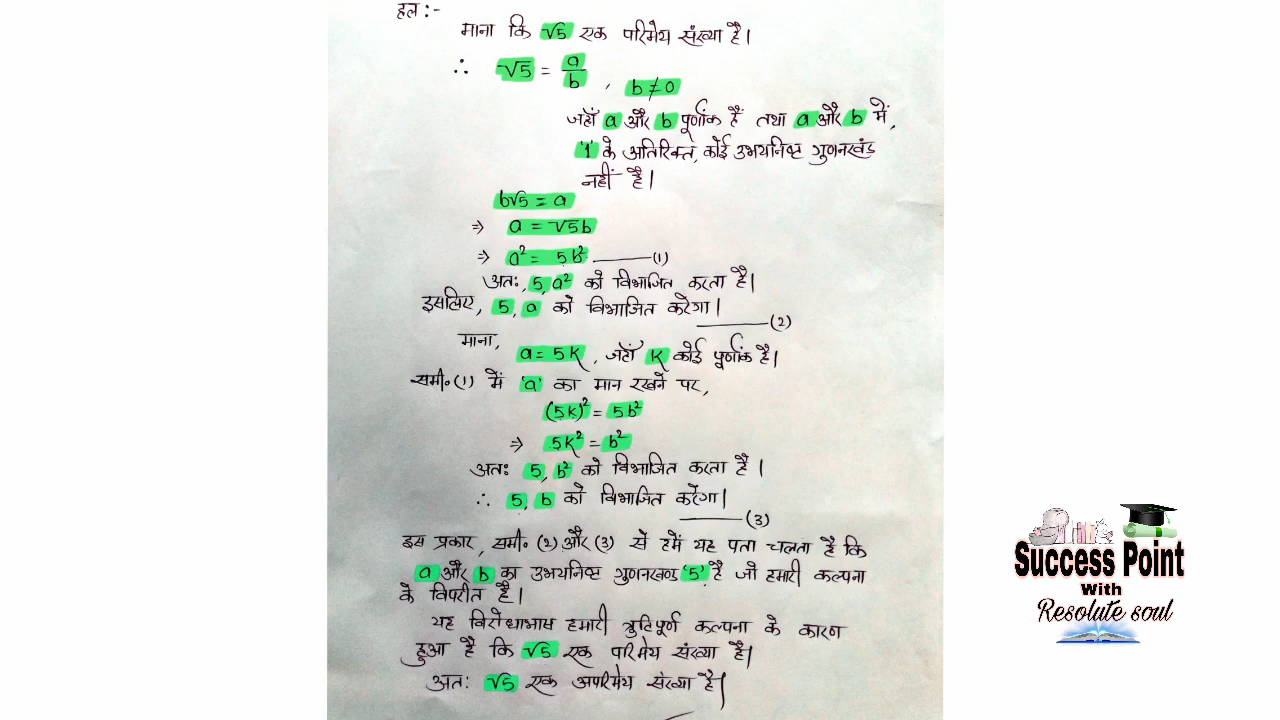 हल :-
माना कि √5 एक परिमेय संख्या है।
∴ √5 = a/b , b ≠ 0
जहाँ a और b पूर्णांक हैं तथा a और b में,
'1' के अतिरिक्त, कोई उभयनिष्ट गुणनखंड
नहीं है।
b√5 = a
⇒ a = √5b
⇒ a² = 5b² ———(1)
अतः, 5, a² को विभाजित करता है।
इसलिए, 5, a को विभाजित करेगा।
———(2)
माना,
a = 5K , जहाँ K कोई पूर्णांक है।
समी॰(1) में 'a' का मान रखने पर,
(5K)² = 5b²
⇒ 5K² = b²
अतः 5, b² को विभाजित करता है।
∴ 5, b को विभाजित करेगा।
———(3)
इस प्रकार, समी॰ (2) और (3) से हमें यह पता चलता है कि
a और b का उभयनिष्ट गुणनखण्ड '5' है जो हमारी कल्पना
के विपरीत है।
यह विरोधाभास हमारी त्रुटिपूर्ण कल्पना के कारण
हुआ है कि √5 एक परिमेय संख्या है।
अतः √5 एक अपरिमेय संख्या है।
Success Point
With
Resolute soul